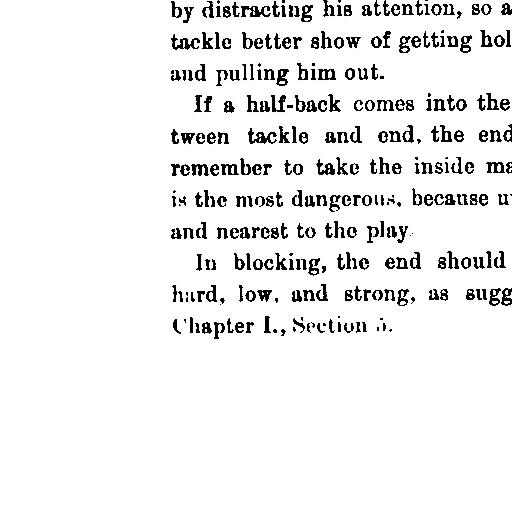 by distracting his attention, so a
tackle better show of getting hol
and pulling him out.
If a half-back comes into the
tween tackle and end, the end
remember to take the inside ma
is the most dangerous, because u
and nearest to the play.
In blocking, the end should
hard, low, and strong, as sugg
Chapter I., Section 5.